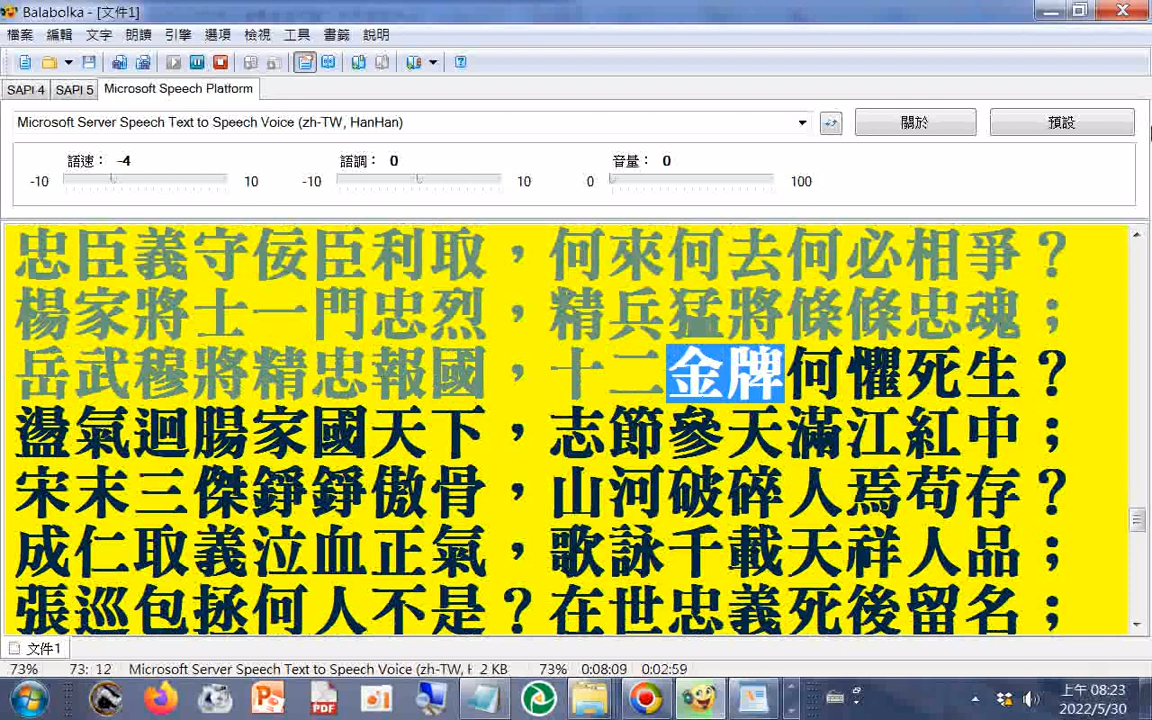 Balabolka - [文件1]
檔案 編輯 文字 朗讀 引擎 選項 檢視 工具 書籤 說明
SAPI 4 SAPI 5 Microsoft Speech Platform
Microsoft Server Speech Text to Speech Voice (zh-TW, HanHan) 關於 預設
語速： -4 語調： 0 音量： 0
-10 10 -10 10 0 100
忠臣義守佞臣利取，何來何去何必相爭？
楊家將士一門忠烈，精兵猛將條條忠魂；
岳武穆將精忠報國，十二金牌何懼死生？
盪氣迴腸家國天下，志節參天滿江紅中；
宋末三傑錚錚傲骨，山河破碎人焉苟存？
成仁取義泣血正氣，歌詠千載天祥人品；
張巡包拯何人不是？在世忠義死後留名；
文件1
73% 73: 12 Microsoft Server Speech Text to Speech Voice (zh-TW, H 2 KB 73% 0:08:09 0:02:59
上午 08:23
2022/5/30